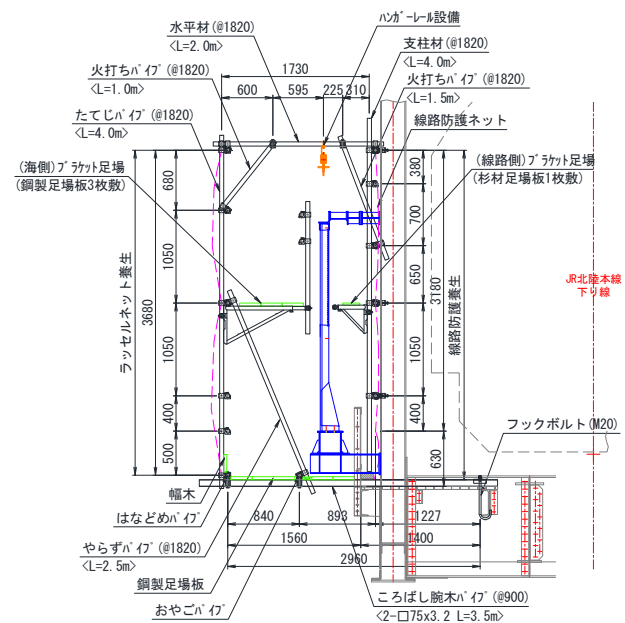 水平材(@1820)
<L=2.0m>
ﾊﾝｶﾞｰﾚｰﾙ設備
支柱材(@1820)
<L=4.0m>
火打ちﾊﾟｲﾌﾟ(@1820)
<L=1.0m>
1730
600 595 225 310
火打ちﾊﾟｲﾌﾟ(@1820)
<L=1.5m>
たてじﾊﾟｲﾌﾟ(@1820)
<L=4.0m>
線路防護ネット
(海側)ﾌﾞﾗｹｯﾄ足場
(鋼製足場板3枚敷)
(線路側)ﾌﾞﾗｹｯﾄ足場
(杉材足場板1枚敷)
ラッセルネット養生
3680
680
1050
1050
400
500
380
700
650
1050
400
630
3180
線路防護養生
JR北陸本線
下り線
フックボルト(M20)
幅木
はなどめﾊﾟｲﾌﾟ
やらずﾊﾟｲﾌﾟ(@1820)
<L=2.5m>
鋼製足場板
おやごﾊﾟｲﾌﾟ
840 893 1227
1560 1400
2960
ころばし腕木ﾊﾟｲﾌﾟ(@900)
<2-□75x3.2 L=3.5m>